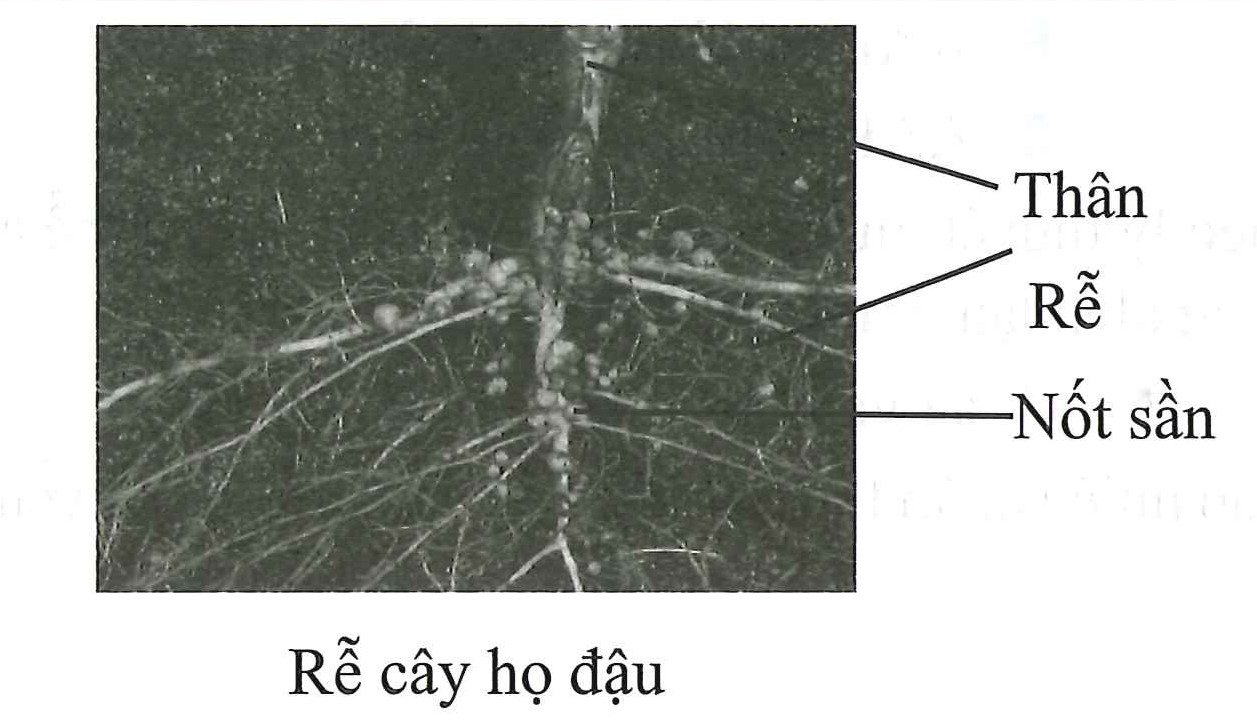 Thân
Rễ
Nốt sần
Rễ cây họ đậu